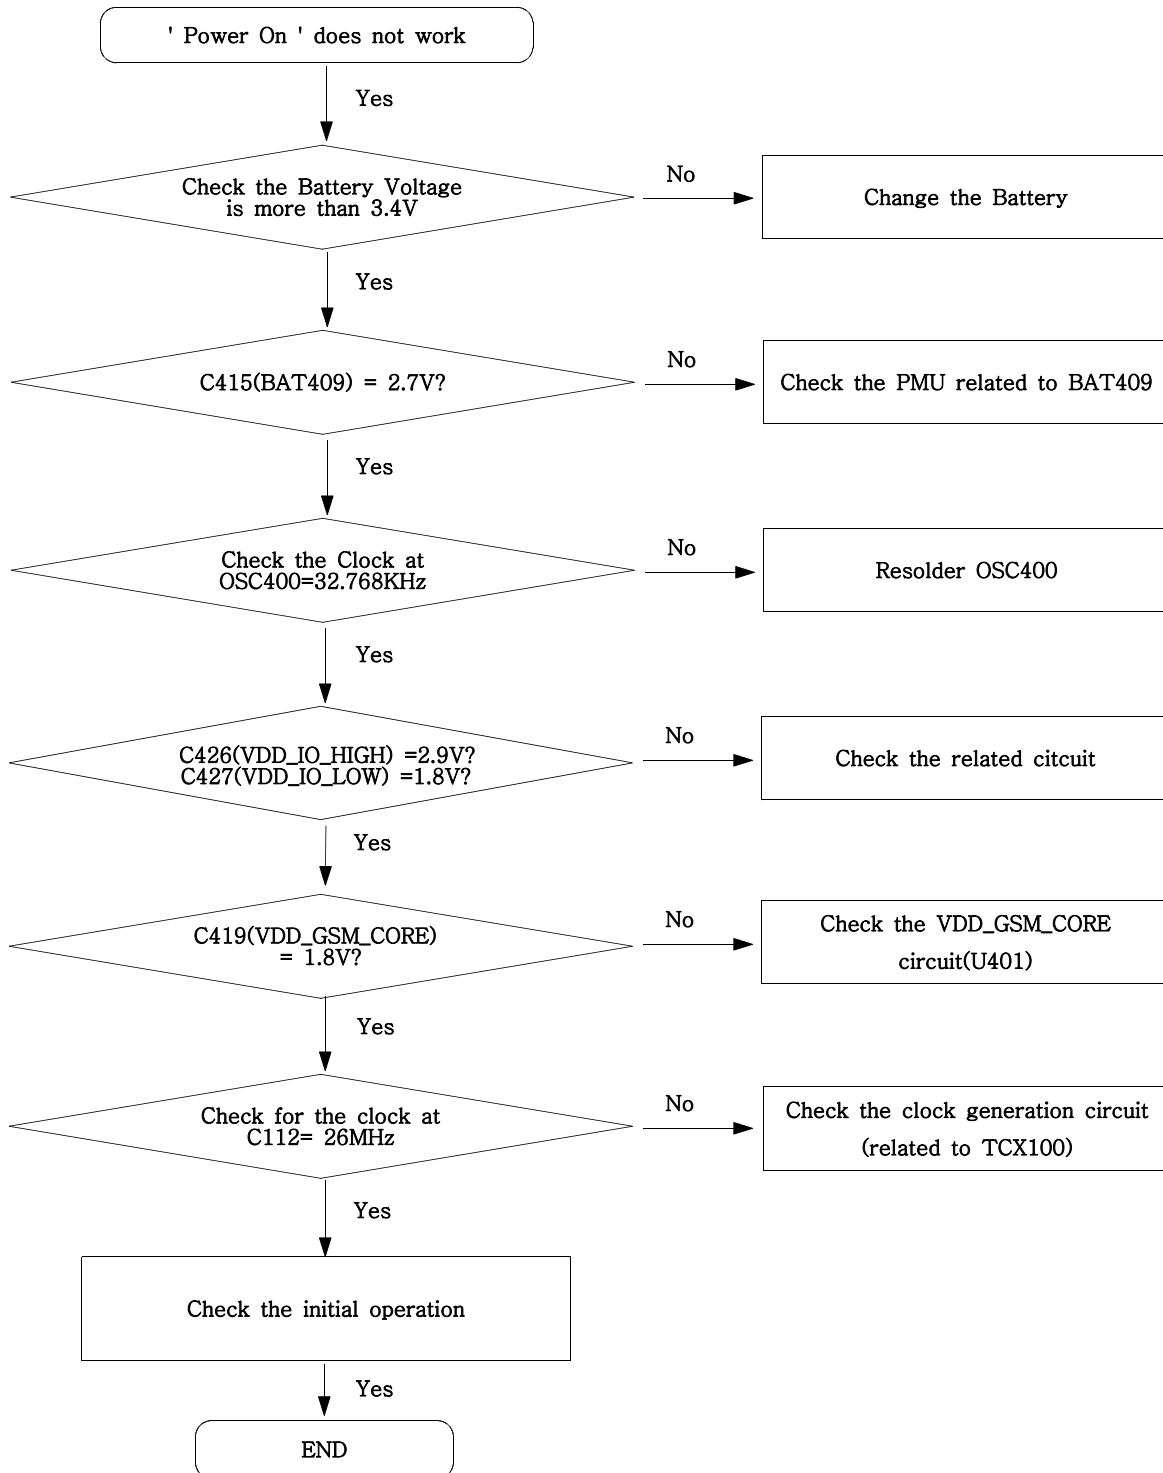 ' Power On ' does not work
Yes
Check the Battery Voltage
is more than 3.4V
No
Change the Battery
Yes
C415(BAT409) = 2.7V?
No
Check the PMU related to BAT409
Yes
Check the Clock at
OSC400=32.768KHz
No
Resolder OSC400
Yes
C426(VDD_IO_HIGH) =2.9V?
C427(VDD_IO_LOW) =1.8V?
No
Check the related citcuit
Yes
C419(VDD_GSM_CORE)
= 1.8V?
No
Check the VDD_GSM_CORE
circuit(U401)
Yes
Check for the clock at
C112= 26MHz
No
Check the clock generation circuit
(related to TCX100)
Yes
Check the initial operation
Yes
END